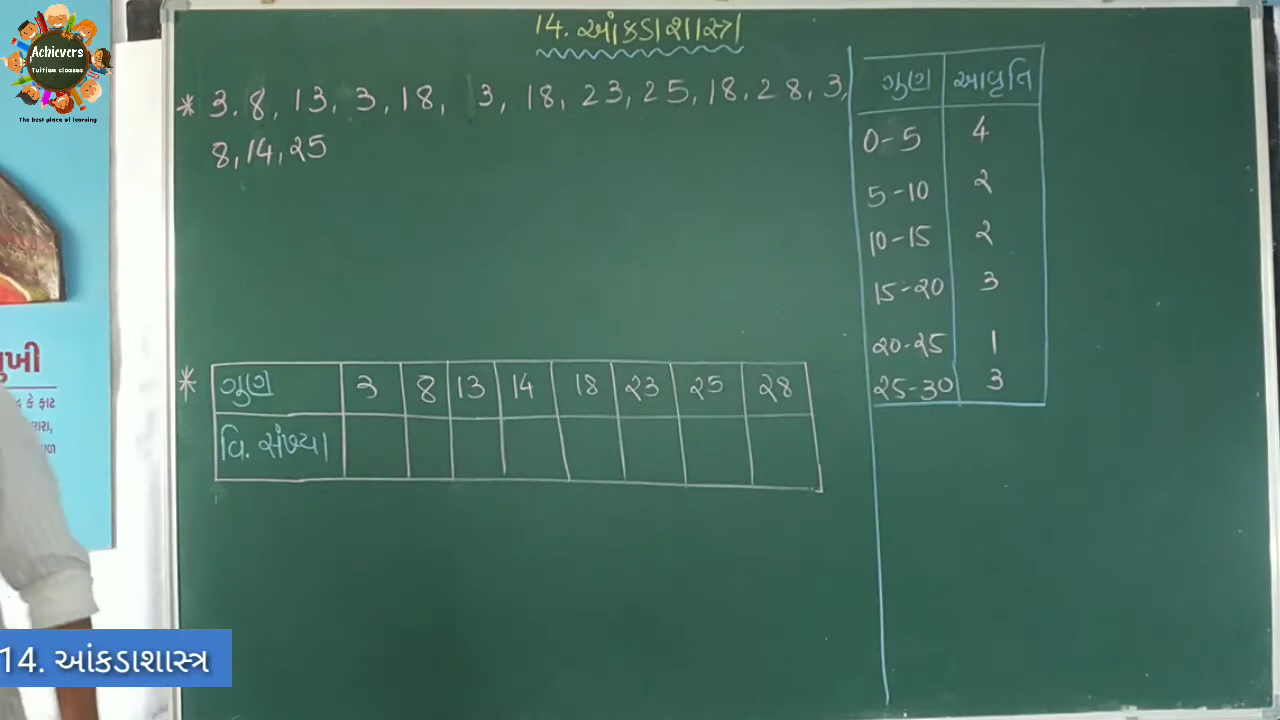 Achievers
Tuition classes
The best place of learning
14. આંકડાશાસ્ત્ર
* 3, 8, 13, 3, 18, 3, 18, 23, 25, 18, 28, 3,
8, 14, 25
ગુણ 3 8 13 14 18 23 25 28
વિ. સંખ્યા
ગુણ આવૃતિ
0-5 4
5-10 2
10-15 2
15-20 3
20-25 1
25-30 3
સુખી
કે ફાટ
14. આંકડાશાસ્ત્ર